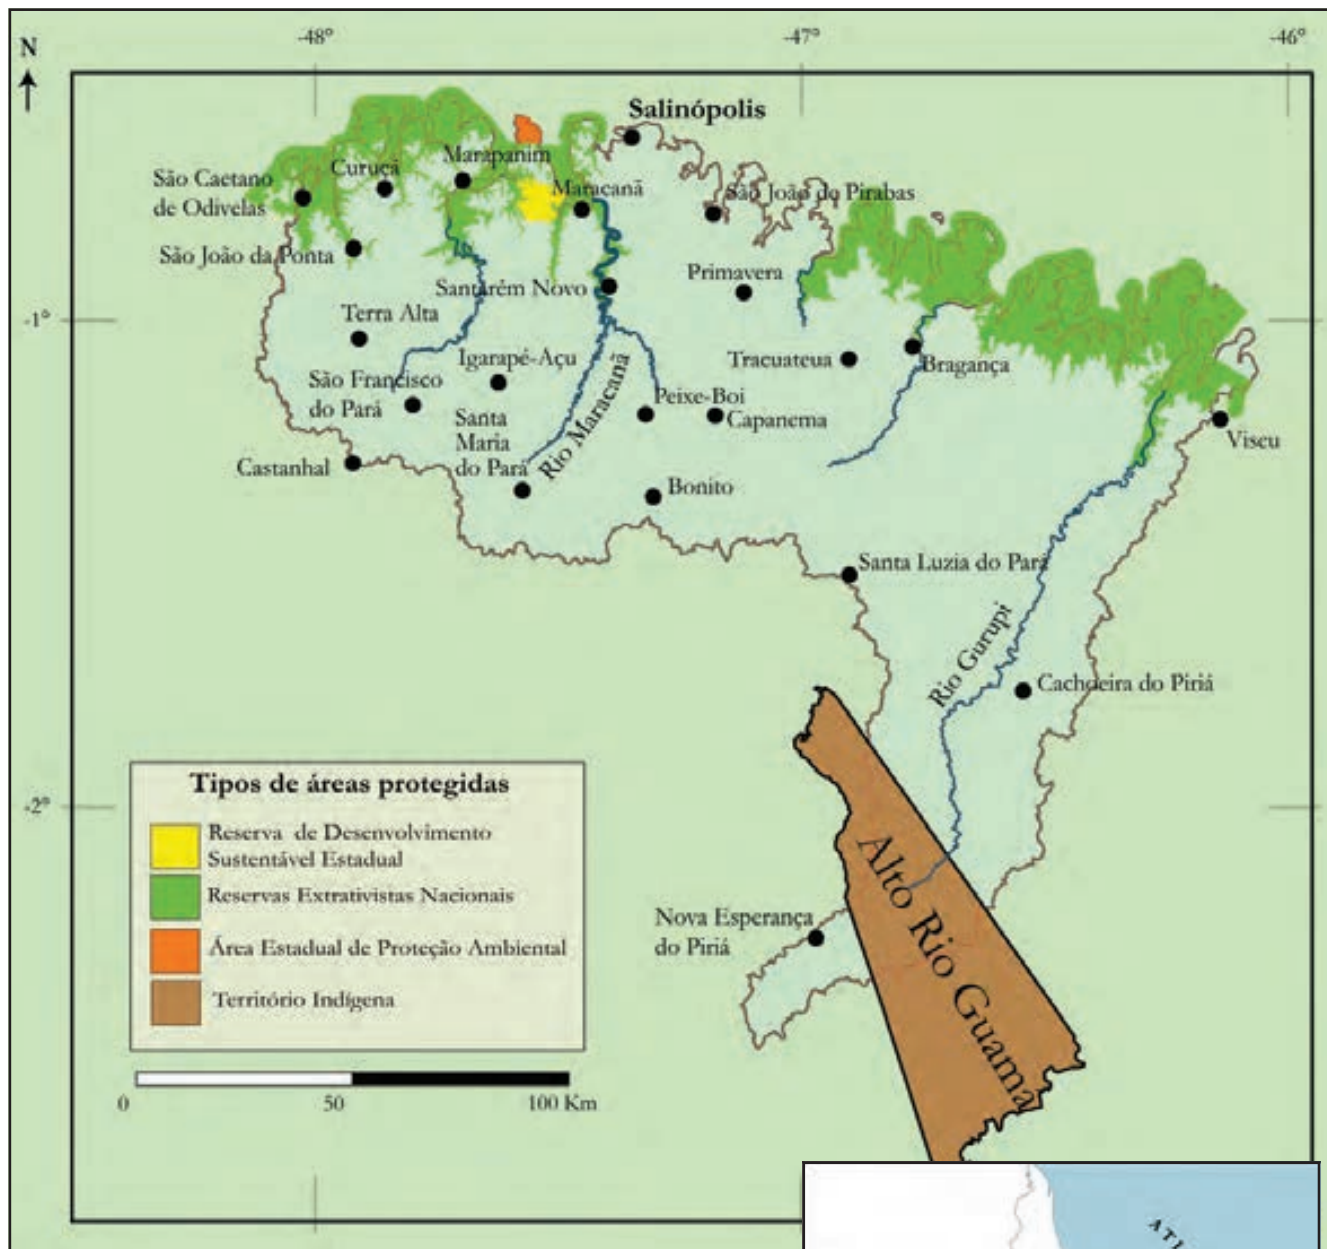 -48°
-47°
-46°
N
Salinópolis
Curuçá
Marapanim
São Caetano
de Odivelas
Maracanã
São João de Pirabas
São João da Ponta
Primavera
Santarém Novo
-1°
Terra Alta
Igarapé-Açu
Tracuateua
Bragança
São Francisco
do Pará
Rio Maracanã
Peixe-Boi
Santa
Maria
do Pará
Capanema
Viseu
Castanhal
Bonito
Santa Luzia do Pará
Rio Gurupi
Cachoeira do Piriá
Tipos de áreas protegidas
-2°
Reserva de Desenvolvimento
Sustentável Estadual
Reservas Extrativistas Nacionais
Área Estadual de Proteção Ambiental
Território Indígena
Alto Rio Guama
Nova Esperança
do Piriá
0 50 100 Km